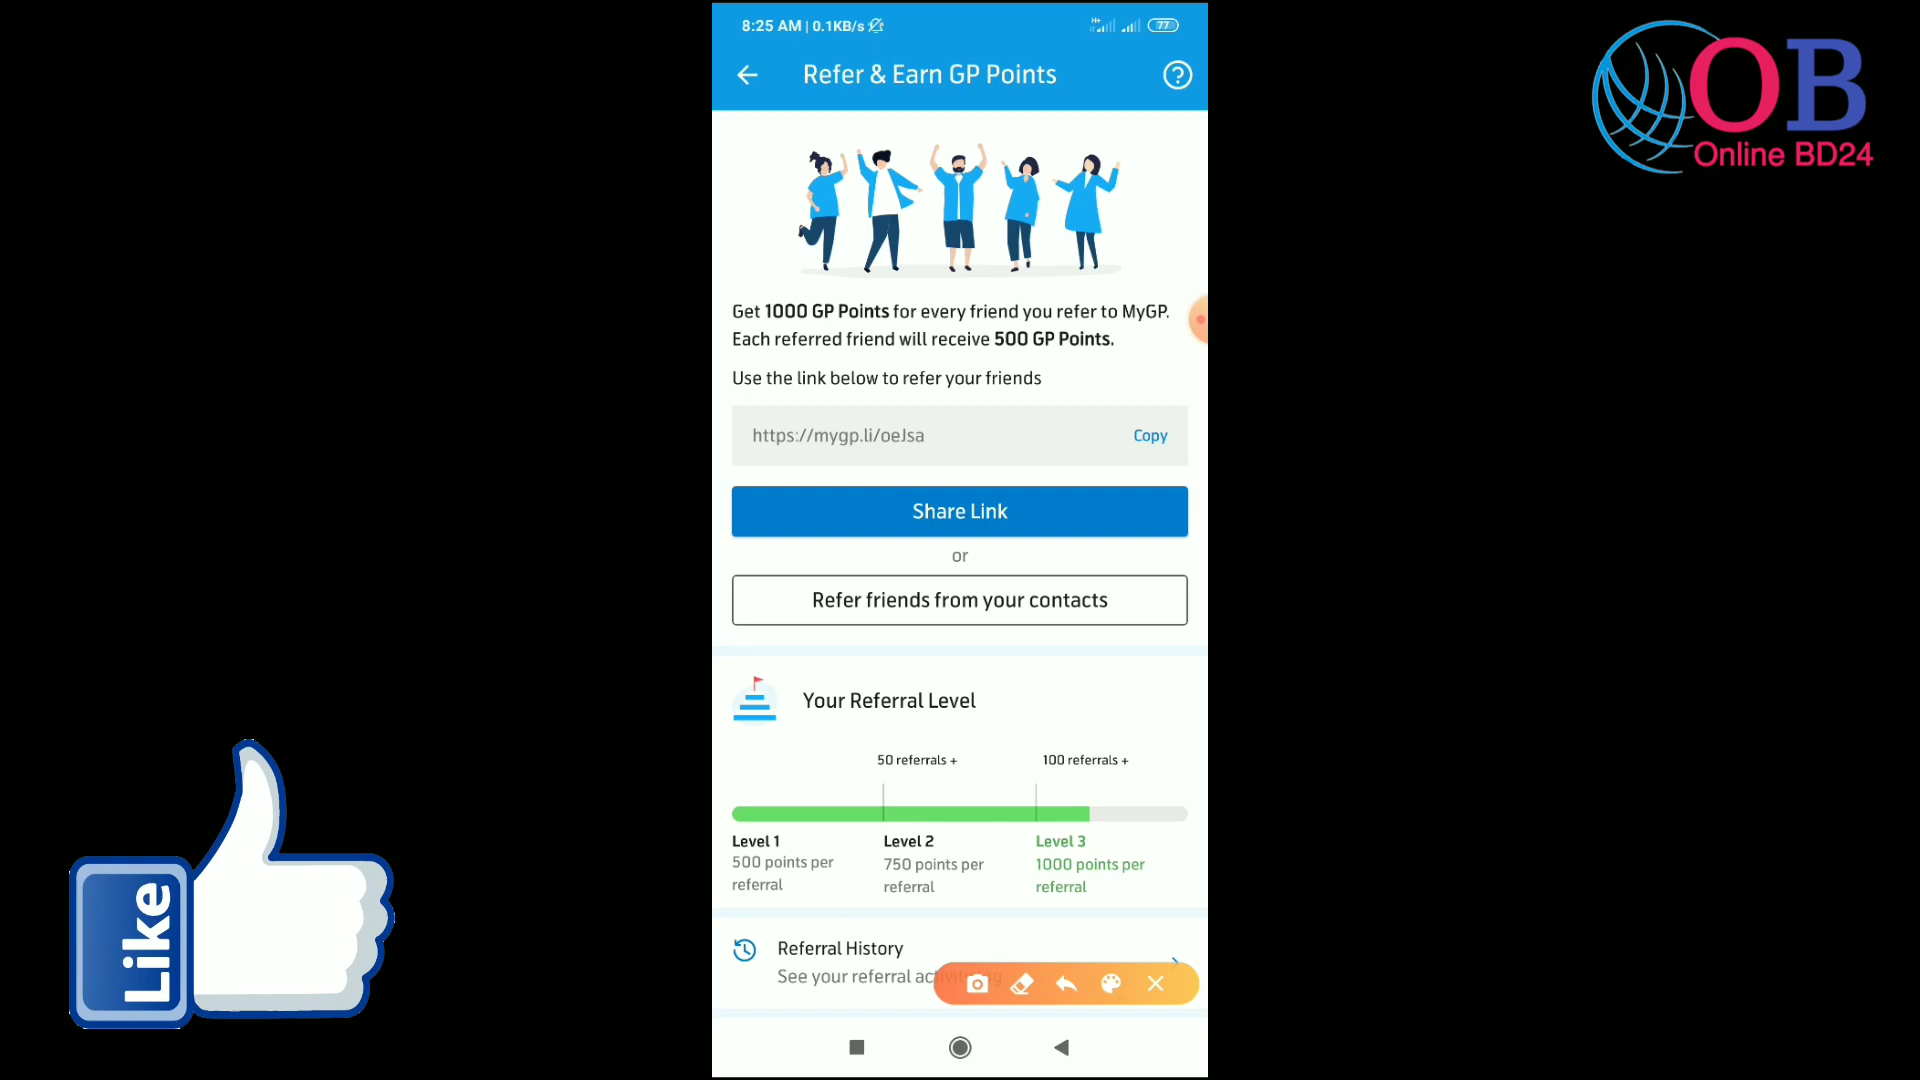 8:25 AM | 0.1KB/s
H+
77
Refer & Earn GP Points
OB
Online BD24
Get 1000 GP Points for every friend you refer to MyGP.
Each referred friend will receive 500 GP Points.
Use the link below to refer your friends
https://mygp.li/oeJsa
Copy
Share Link
or
Refer friends from your contacts
Your Referral Level
50 referrals +
100 referrals +
Level 1
500 points per
referral
Level 2
750 points per
referral
Level 3
1000 points per
referral
Referral History
See your referral
Like